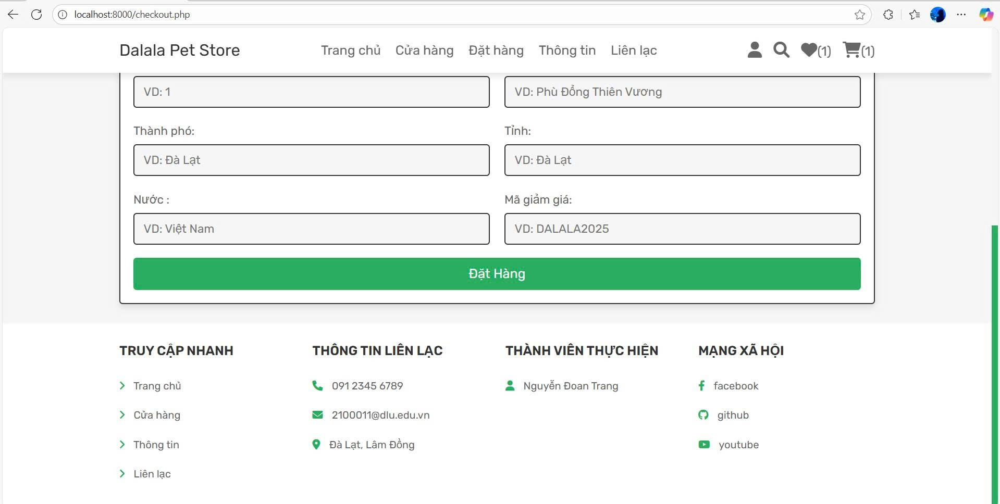 localhost:8000/checkout.php
Dalala Pet Store Trang chủ Cửa hàng Đặt hàng Thông tin Liên lạc (1) (1)
VD: 1 VD: Phù Đổng Thiên Vương
Thành phó: Tỉnh:
VD: Đà Lạt VD: Đà Lạt
Nước : Mã giảm giá:
VD: Việt Nam VD: DALALA2025
Đặt Hàng
TRUY CẬP NHANH THÔNG TIN LIÊN LẠC THÀNH VIÊN THỰC HIỆN MẠNG XÃ HỘI
Trang chủ 091 2345 6789 Nguyễn Đoan Trang facebook
Cửa hàng 2100011@dlu.edu.vn github
Thông tin Đà Lạt, Lâm Đồng youtube
Liên lạc